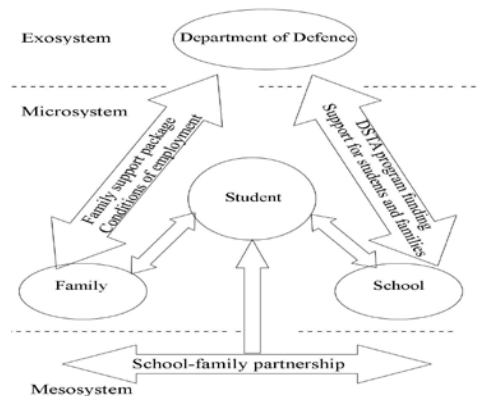 Exosystem
Department of Defence
Microsystem
Family support package
Conditions of employment
DSTA program funding
Support for students and families
Student
Family
School
School-family partnership
Mesosystem